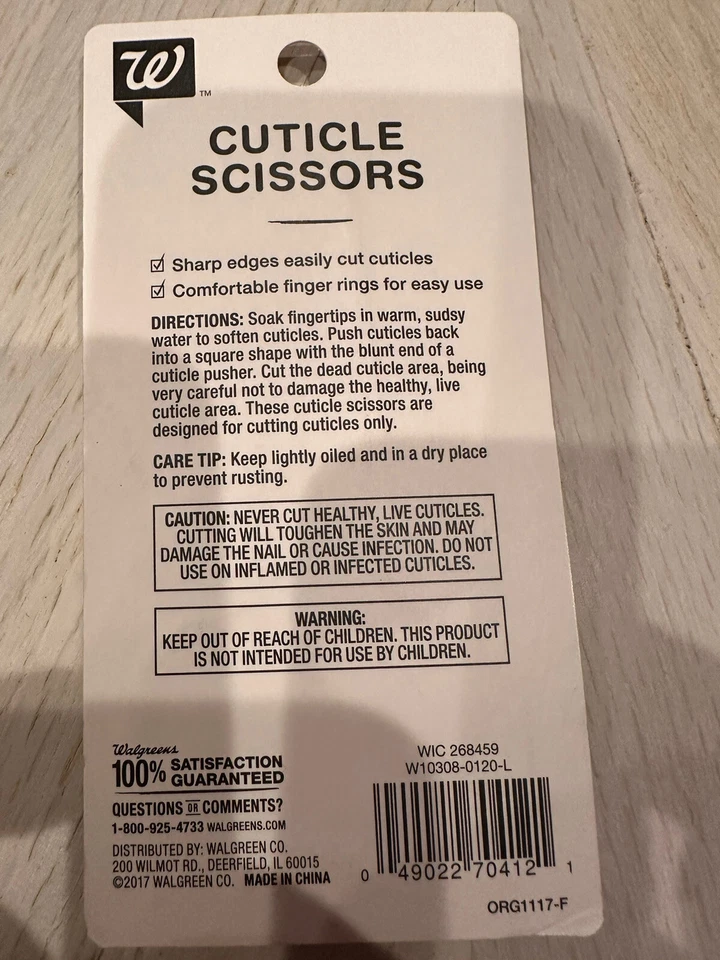 W
TM
CUTICLE
SCISSORS
☑ Sharp edges easily cut cuticles
☑ Comfortable finger rings for easy use
DIRECTIONS: Soak fingertips in warm, sudsy
water to soften cuticles. Push cuticles back
into a square shape with the blunt end of a
cuticle pusher. Cut the dead cuticle area, being
very careful not to damage the healthy, live
cuticle area. These cuticle scissors are
designed for cutting cuticles only.
CARE TIP: Keep lightly oiled and in a dry place
to prevent rusting.
CAUTION: NEVER CUT HEALTHY, LIVE CUTICLES.
CUTTING WILL TOUGHEN THE SKIN AND MAY
DAMAGE THE NAIL OR CAUSE INFECTION. DO NOT
USE ON INFLAMED OR INFECTED CUTICLES.
WARNING:
KEEP OUT OF REACH OF CHILDREN. THIS PRODUCT
IS NOT INTENDED FOR USE BY CHILDREN.
Walgreens
100% SATISFACTION
GUARANTEED
QUESTIONS OR COMMENTS?
1-800-925-4733 WALGREENS.COM
DISTRIBUTED BY: WALGREEN CO.
200 WILMOT RD., DEERFIELD, IL 60015
©2017 WALGREEN CO. MADE IN CHINA
WIC 268459
W10308-0120-L
0 49022 70412 1
ORG1117-F